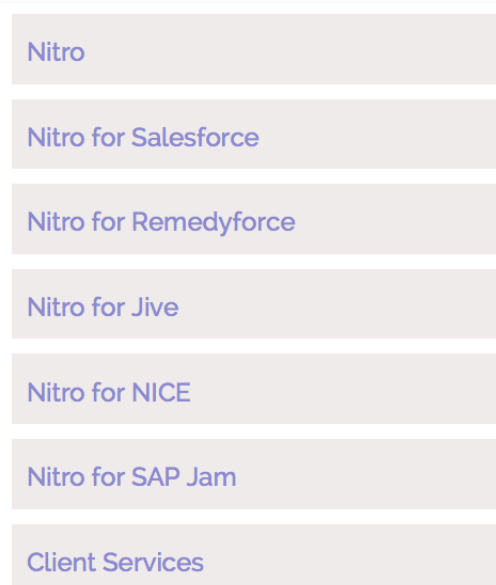 Nitro
Nitro for Salesforce
Nitro for Remedyforce
Nitro for Jive
Nitro for NICE
Nitro for SAP Jam
Client Services